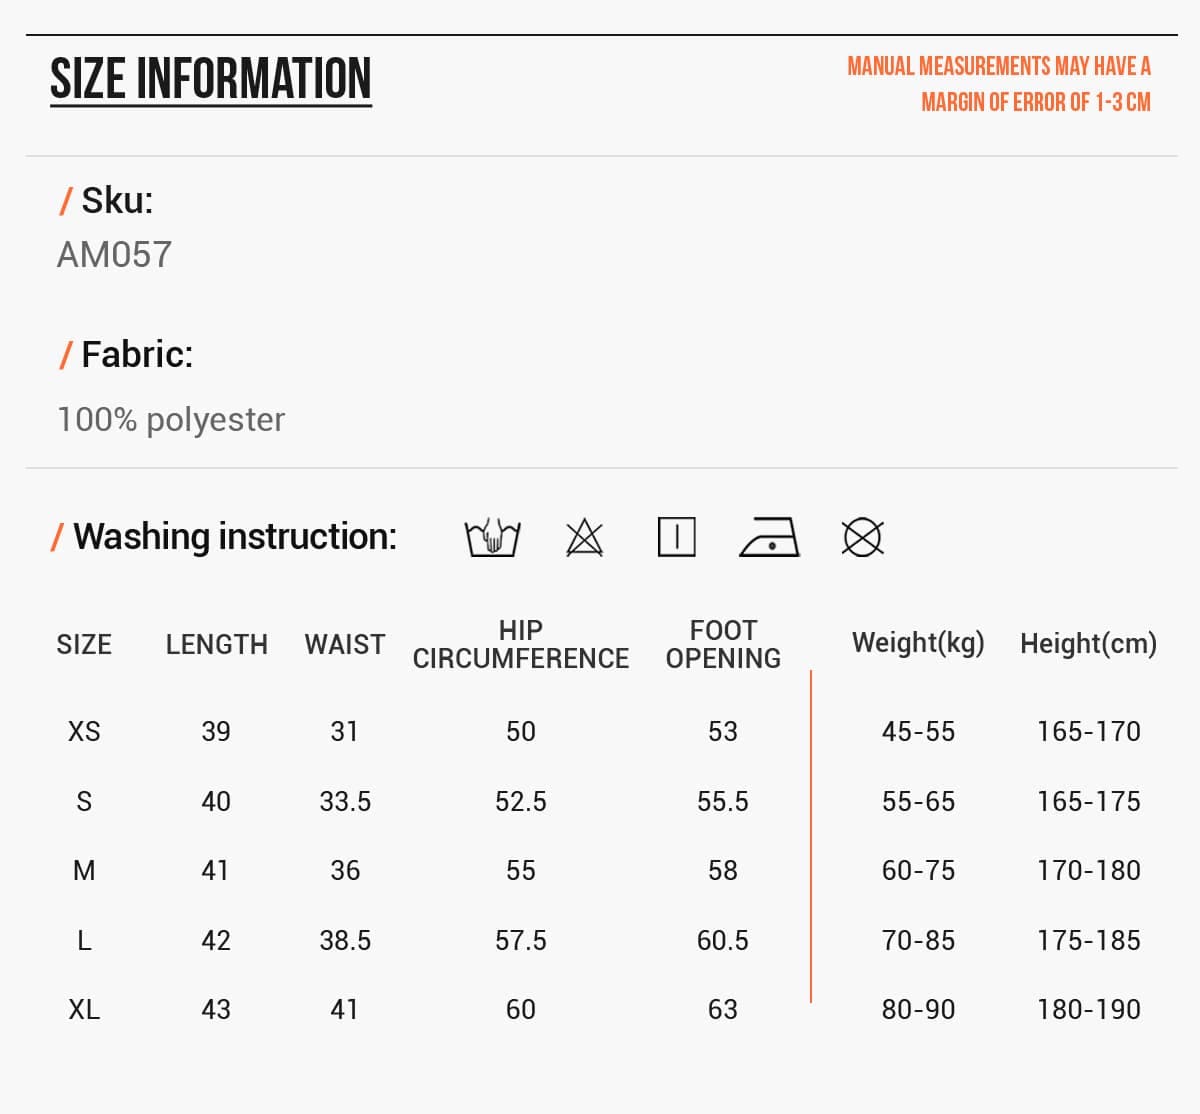 SIZE INFORMATION
MANUAL MEASUREMENTS MAY HAVE A
MARGIN OF ERROR OF 1-3 CM
/ Sku:
AM057
/ Fabric:
100% polyester
/ Washing instruction:
SIZE LENGTH WAIST HIP CIRCUMFERENCE FOOT OPENING Weight(kg) Height(cm)
XS 39 31 50 53 45-55 165-170
S 40 33.5 52.5 55.5 55-65 165-175
M 41 36 55 58 60-75 170-180
L 42 38.5 57.5 60.5 70-85 175-185
XL 43 41 60 63 80-90 180-190